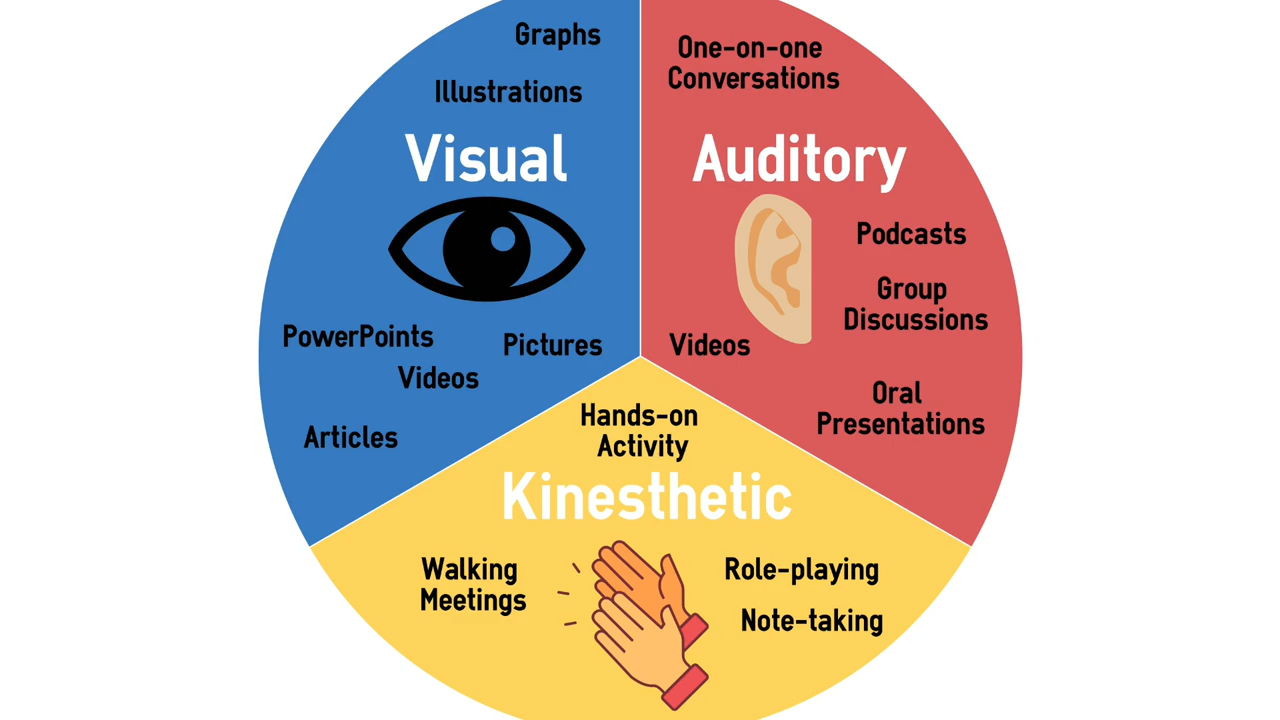 Graphs
Illustrations
Visual
PowerPoints
Pictures
Videos
Articles
One-on-one
Conversations
Auditory
Podcasts
Group
Discussions
Videos
Oral
Presentations
Hands-on
Activity
Kinesthetic
Walking
Meetings
Role-playing
Note-taking